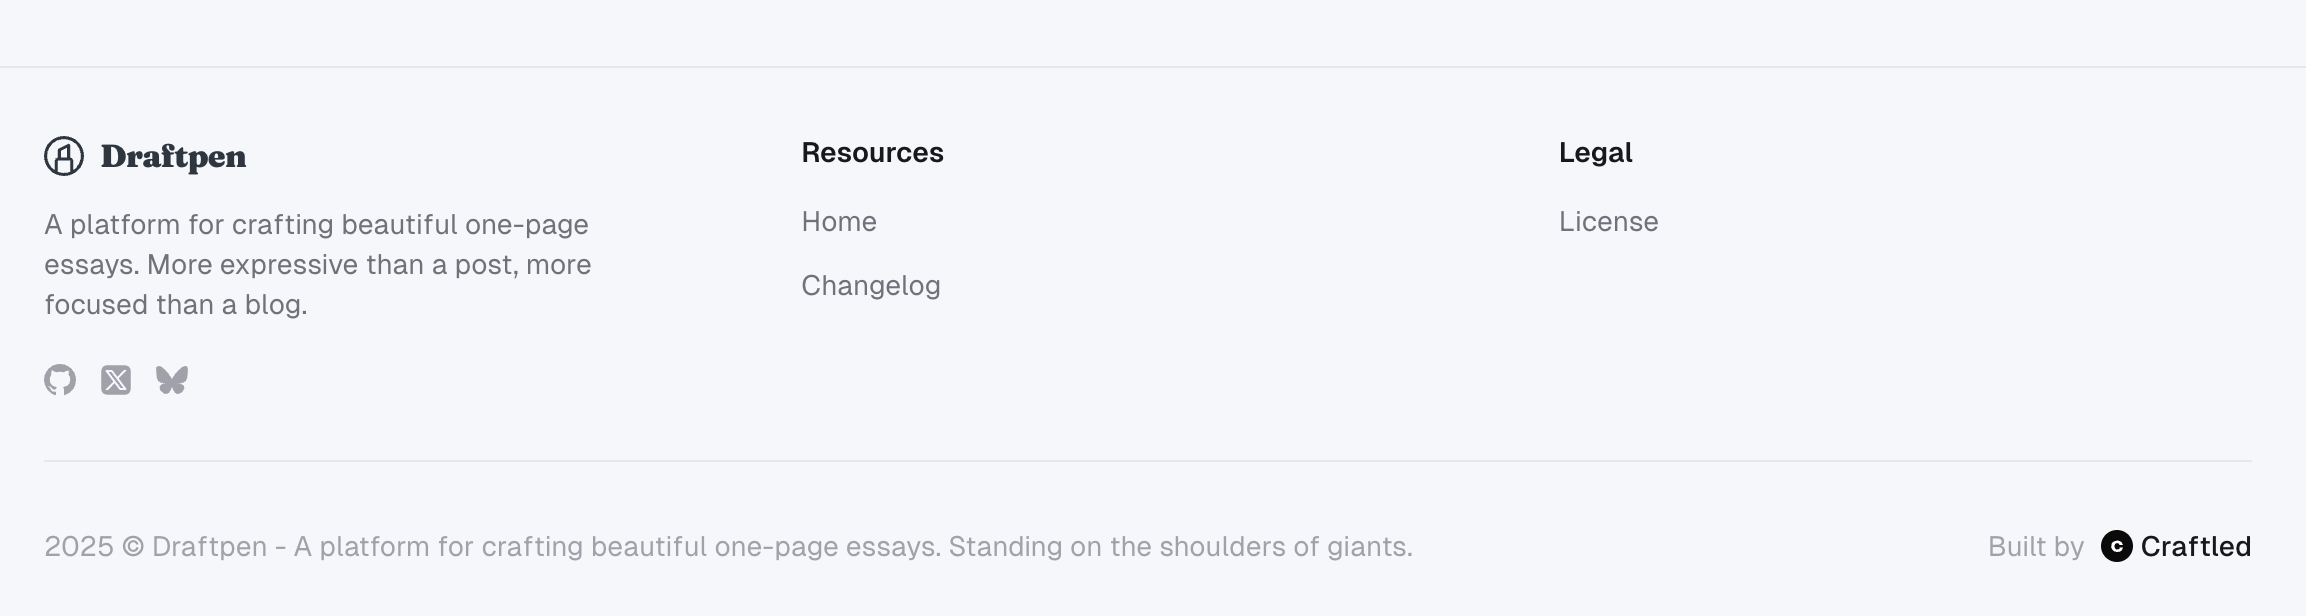 Draftpen
A platform for crafting beautiful one-page
essays. More expressive than a post, more
focused than a blog.
Resources
Home
Changelog
Legal
License
2025 © Draftpen - A platform for crafting beautiful one-page essays. Standing on the shoulders of giants.
Built by C Craftled